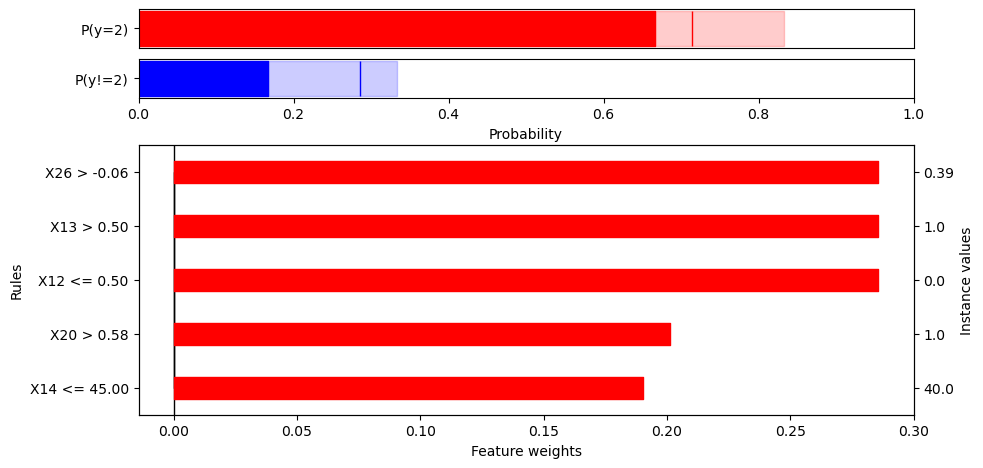 P(y=2)
P(y!=2)
0.0 0.2 0.4 0.6 0.8 1.0
Probability
X26 > -0.06 0.39
X13 > 0.50 1.0
X12 <= 0.50 0.0
X20 > 0.58 1.0
X14 <= 45.00 40.0
Rules
Instance values
0.00 0.05 0.10 0.15 0.20 0.25 0.30
Feature weights